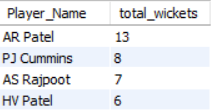 Player_Name total_wickets
AR Patel 13
PJ Cummins 8
AS Rajpoot 7
HV Patel 6